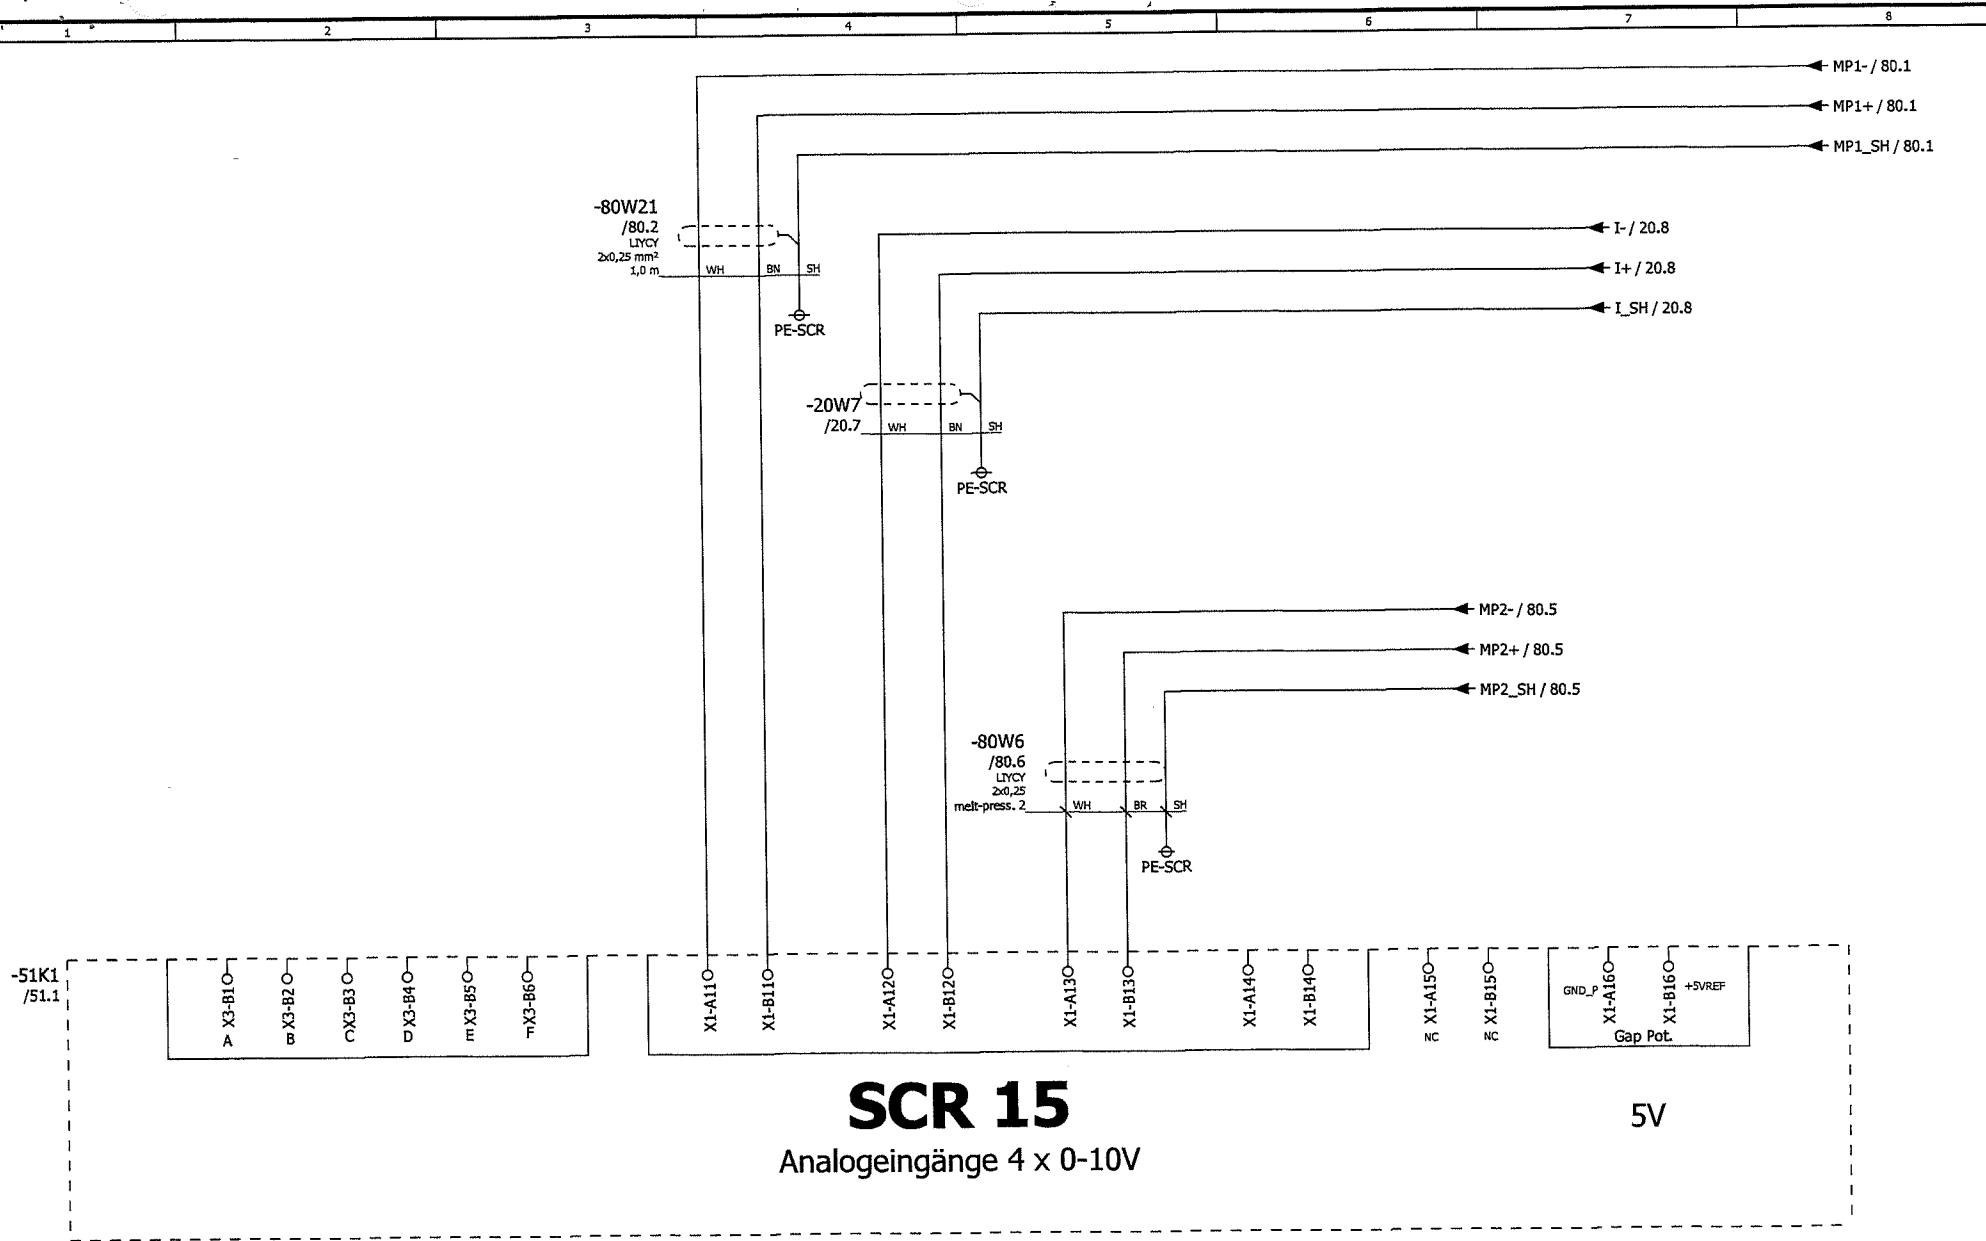 1 2 3 4 5 6 7 8
MP1- / 80.1
MP1+ / 80.1
MP1_SH / 80.1
-80W21
/80.2
LIYCY
2x0,25 mm²
1,0 m
WH BN SH
PE-SCR
I- / 20.8
I+ / 20.8
I_SH / 20.8
-20W7
/20.7
WH BN SH
PE-SCR
MP2- / 80.5
MP2+ / 80.5
MP2_SH / 80.5
-80W6
/80.6
LIYCY
2x0,25
melt-press. 2
WH BR SH
PE-SCR
-51K1
/51.1
X3-B1
A
X3-B2
B
X3-B3
C
X3-B4
D
X3-B5
E
X3-B6
F
X1-A11
X1-B11
X1-A12
X1-B12
X1-A13
X1-B13
X1-A14
X1-B14
X1-A15
NC
X1-B15
NC
GND_P
X1-A16
X1-B16
+5VREF
Gap Pot.
SCR 15
5V
Analogeingänge 4 x 0-10V